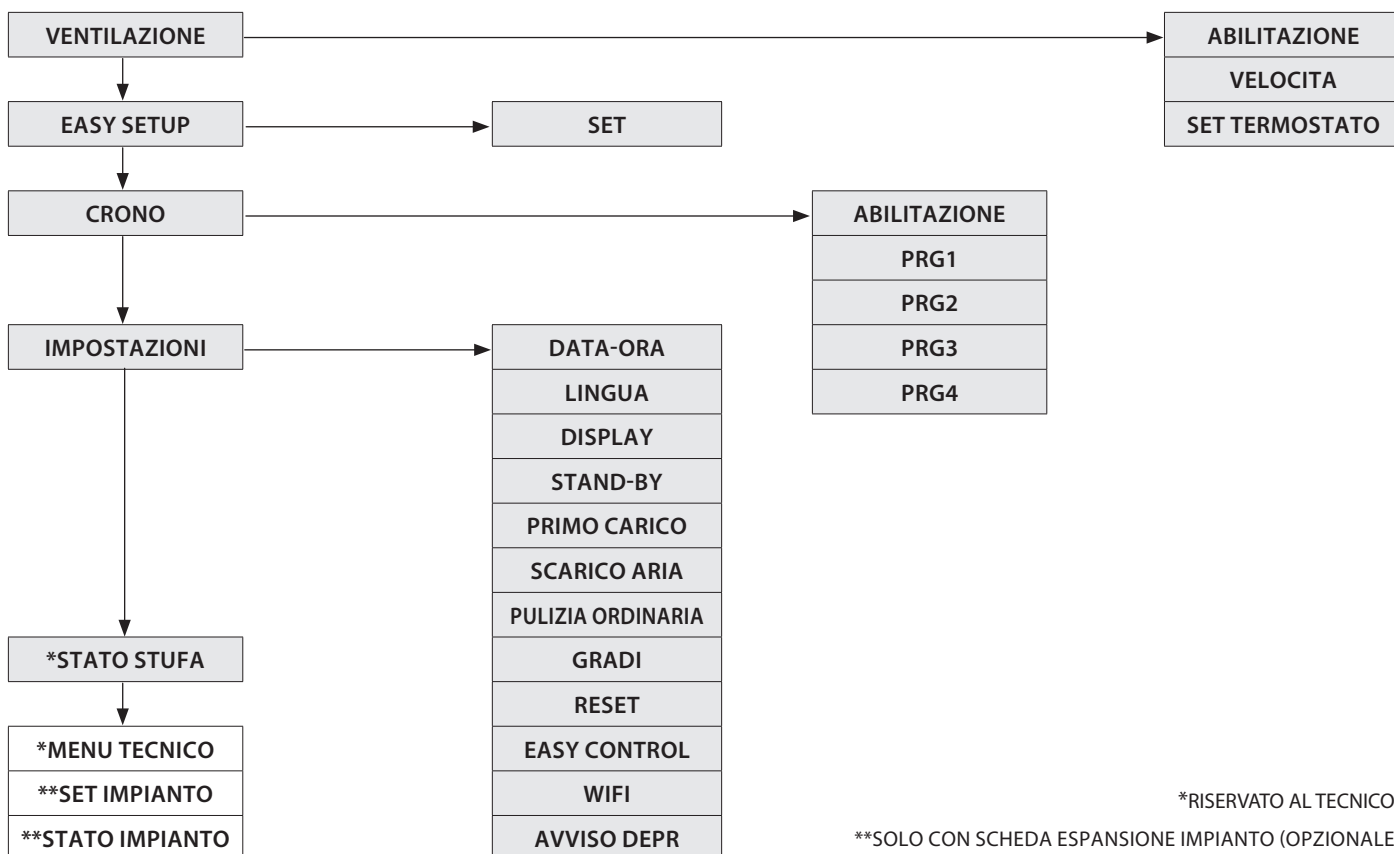 VENTILAZIONE
ABILITAZIONE
VELOCITA
SET TERMOSTATO
EASY SETUP
SET
CRONO
ABILITAZIONE
PRG1
PRG2
PRG3
PRG4
IMPOSTAZIONI
DATA-ORA
LINGUA
DISPLAY
STAND-BY
PRIMO CARICO
SCARICO ARIA
PULIZIA ORDINARIA
GRADI
RESET
EASY CONTROL
WIFI
AVVISO DEPR
*STATO STUFA
*MENU TECNICO
**SET IMPIANTO
**STATO IMPIANTO
*RISERVATO AL TECNICO
**SOLO CON SCHEDA ESPANSIONE IMPIANTO (OPZIONALE